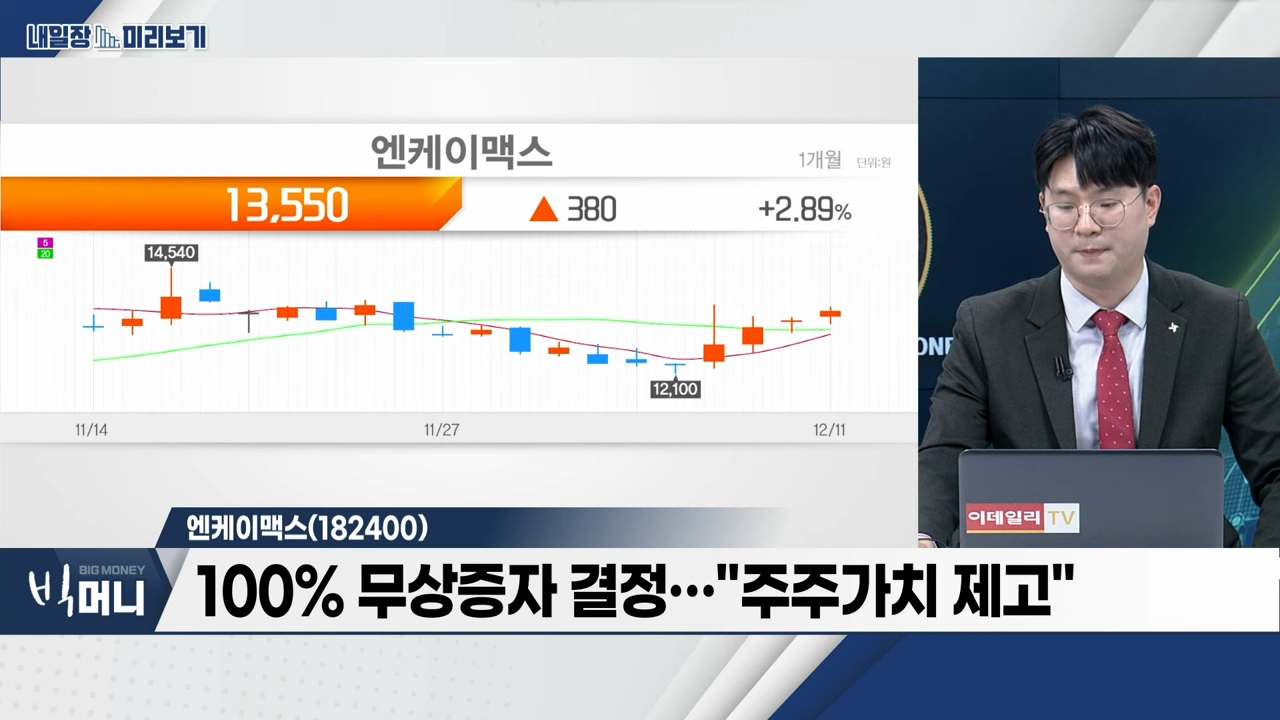 내일장 미리보기
엔케이맥스
1개월 단위:원
13,550 ▲ 380 +2.89%
5
20
14,540
12,100
11/14 11/27 12/11
ONE
이데일리 TV
엔케이맥스(182400)
BIG MONEY
빅머니
100% 무상증자 결정…"주주가치 제고"